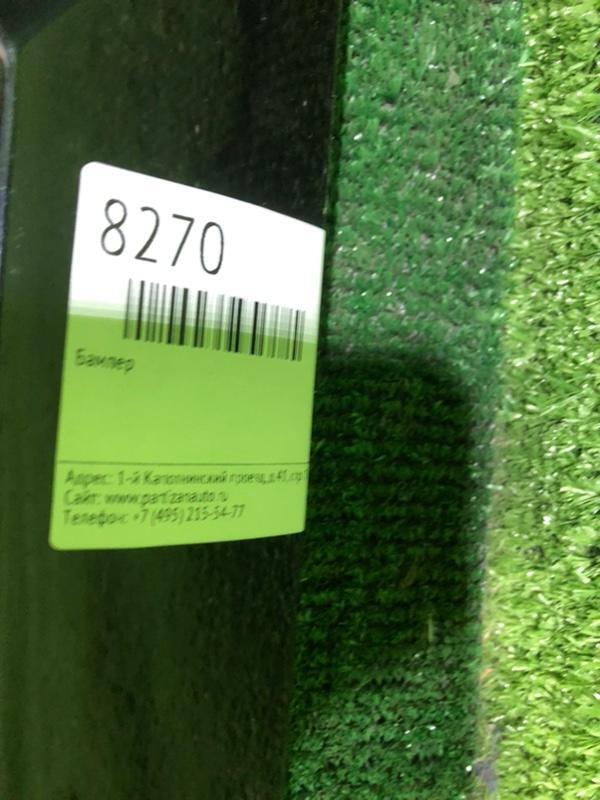 8270
Бампер
Адрес: 1-й Капотнинский проезд, д.41, стр.
Сайт: www.partizanauto.ru
Телефон: +7 (495) 215-54-77